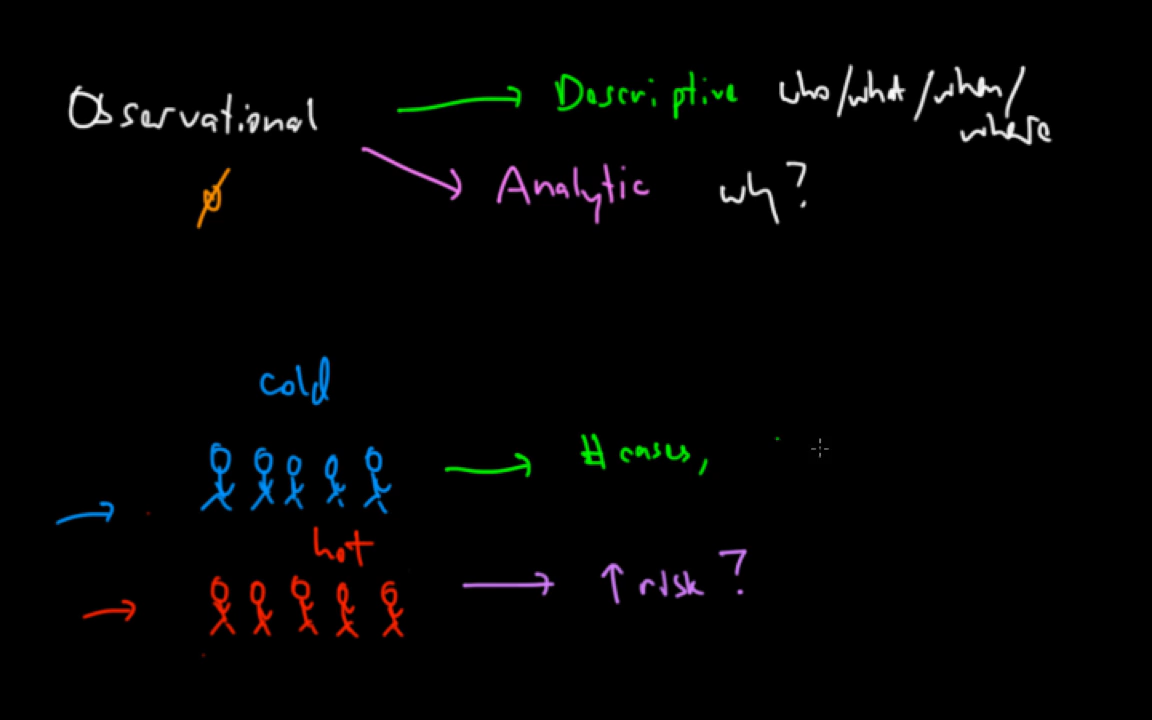 Observational
Descriptive who/what/when/
where
Analytic why?
cold
# cases,
hot
↑ risk?